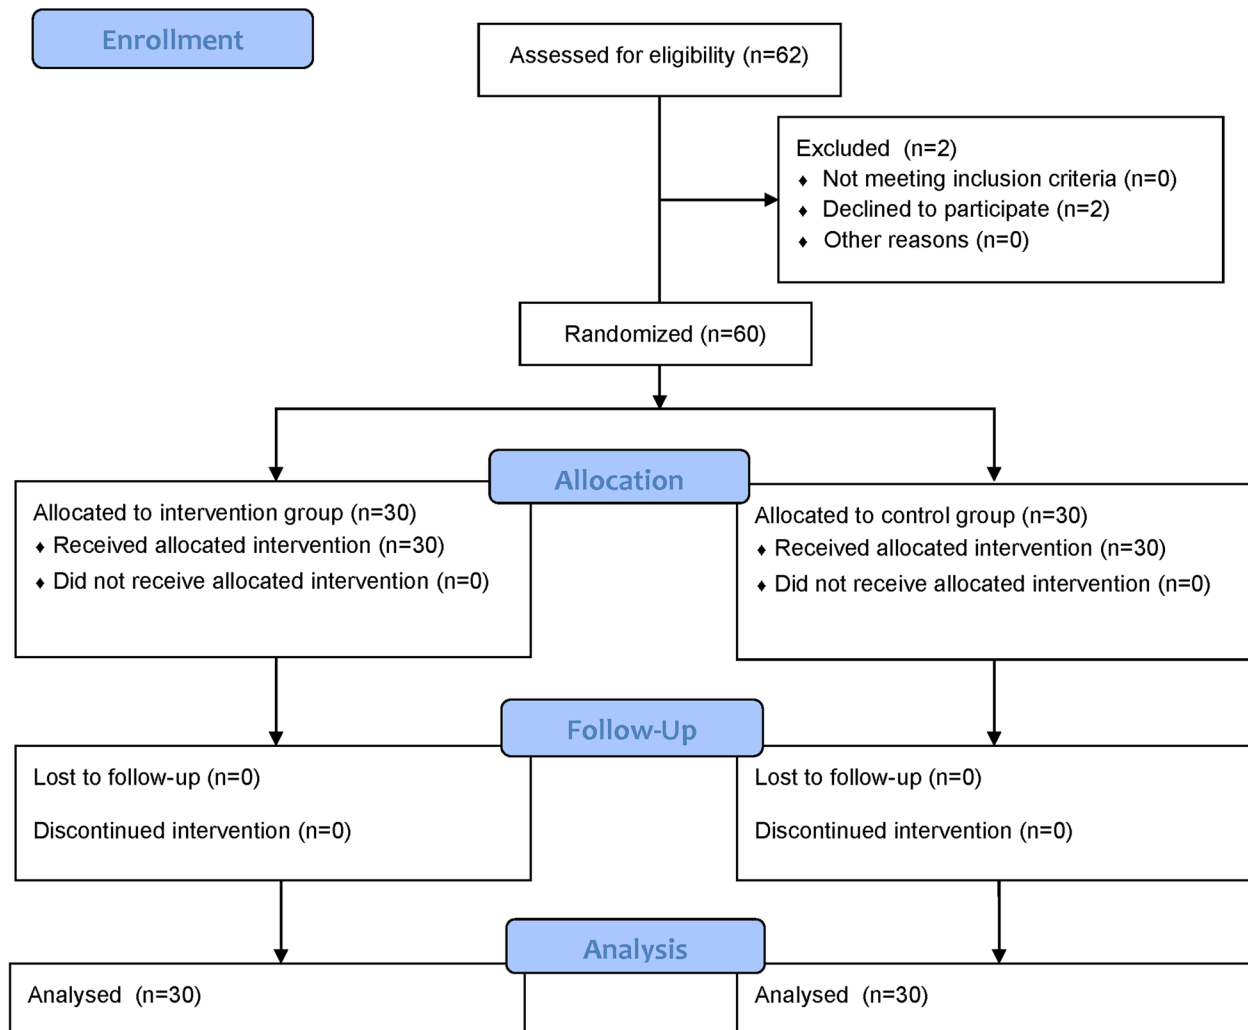 Enrollment
Assessed for eligibility (n=62)
Excluded  (n=2)
♦ Not meeting inclusion criteria (n=0)
♦ Declined to participate (n=2)
♦ Other reasons (n=0)
Randomized (n=60)
Allocation
Allocated to intervention group (n=30)
♦ Received allocated intervention (n=30)
♦ Did not receive allocated intervention (n=0)
Allocated to control group (n=30)
♦ Received allocated intervention (n=30)
♦ Did not receive allocated intervention (n=0)
Follow-Up
Lost to follow-up (n=0)
Discontinued intervention (n=0)
Lost to follow-up (n=0)
Discontinued intervention (n=0)
Analysis
Analysed  (n=30)
Analysed  (n=30)